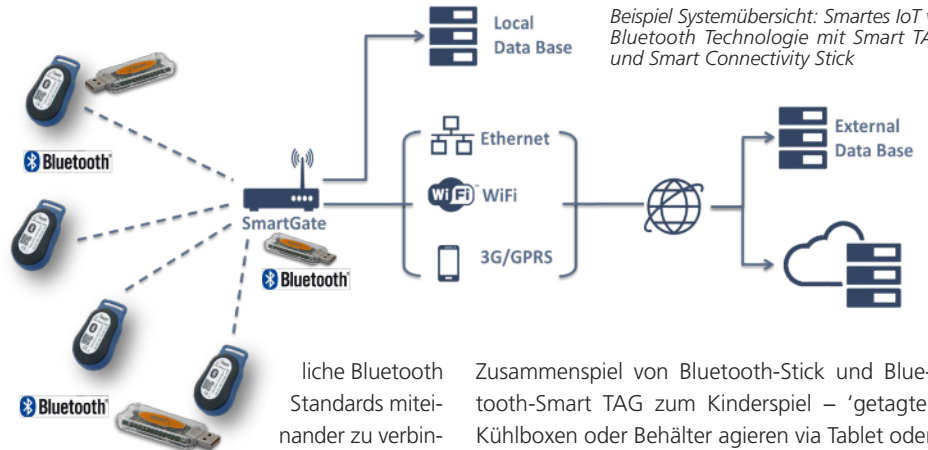 Beispiel Systemübersicht: Smartes IoT
Bluetooth Technologie mit Smart
und Smart Connectivity Stick
Local
Data Base
Ethernet
External
Data Base
Bluetooth
WiFi WiFi
SmartGate
3G/GPRS
Bluetooth
Bluetooth
liche Bluetooth
Standards mitei-
nander zu verbin-
Zusammenspiel von Bluetooth-Stick und Blue-
tooth-Smart TAG zum Kinderspiel – ‘getagte
Kühlboxen oder Behälter agieren via Tablet oder